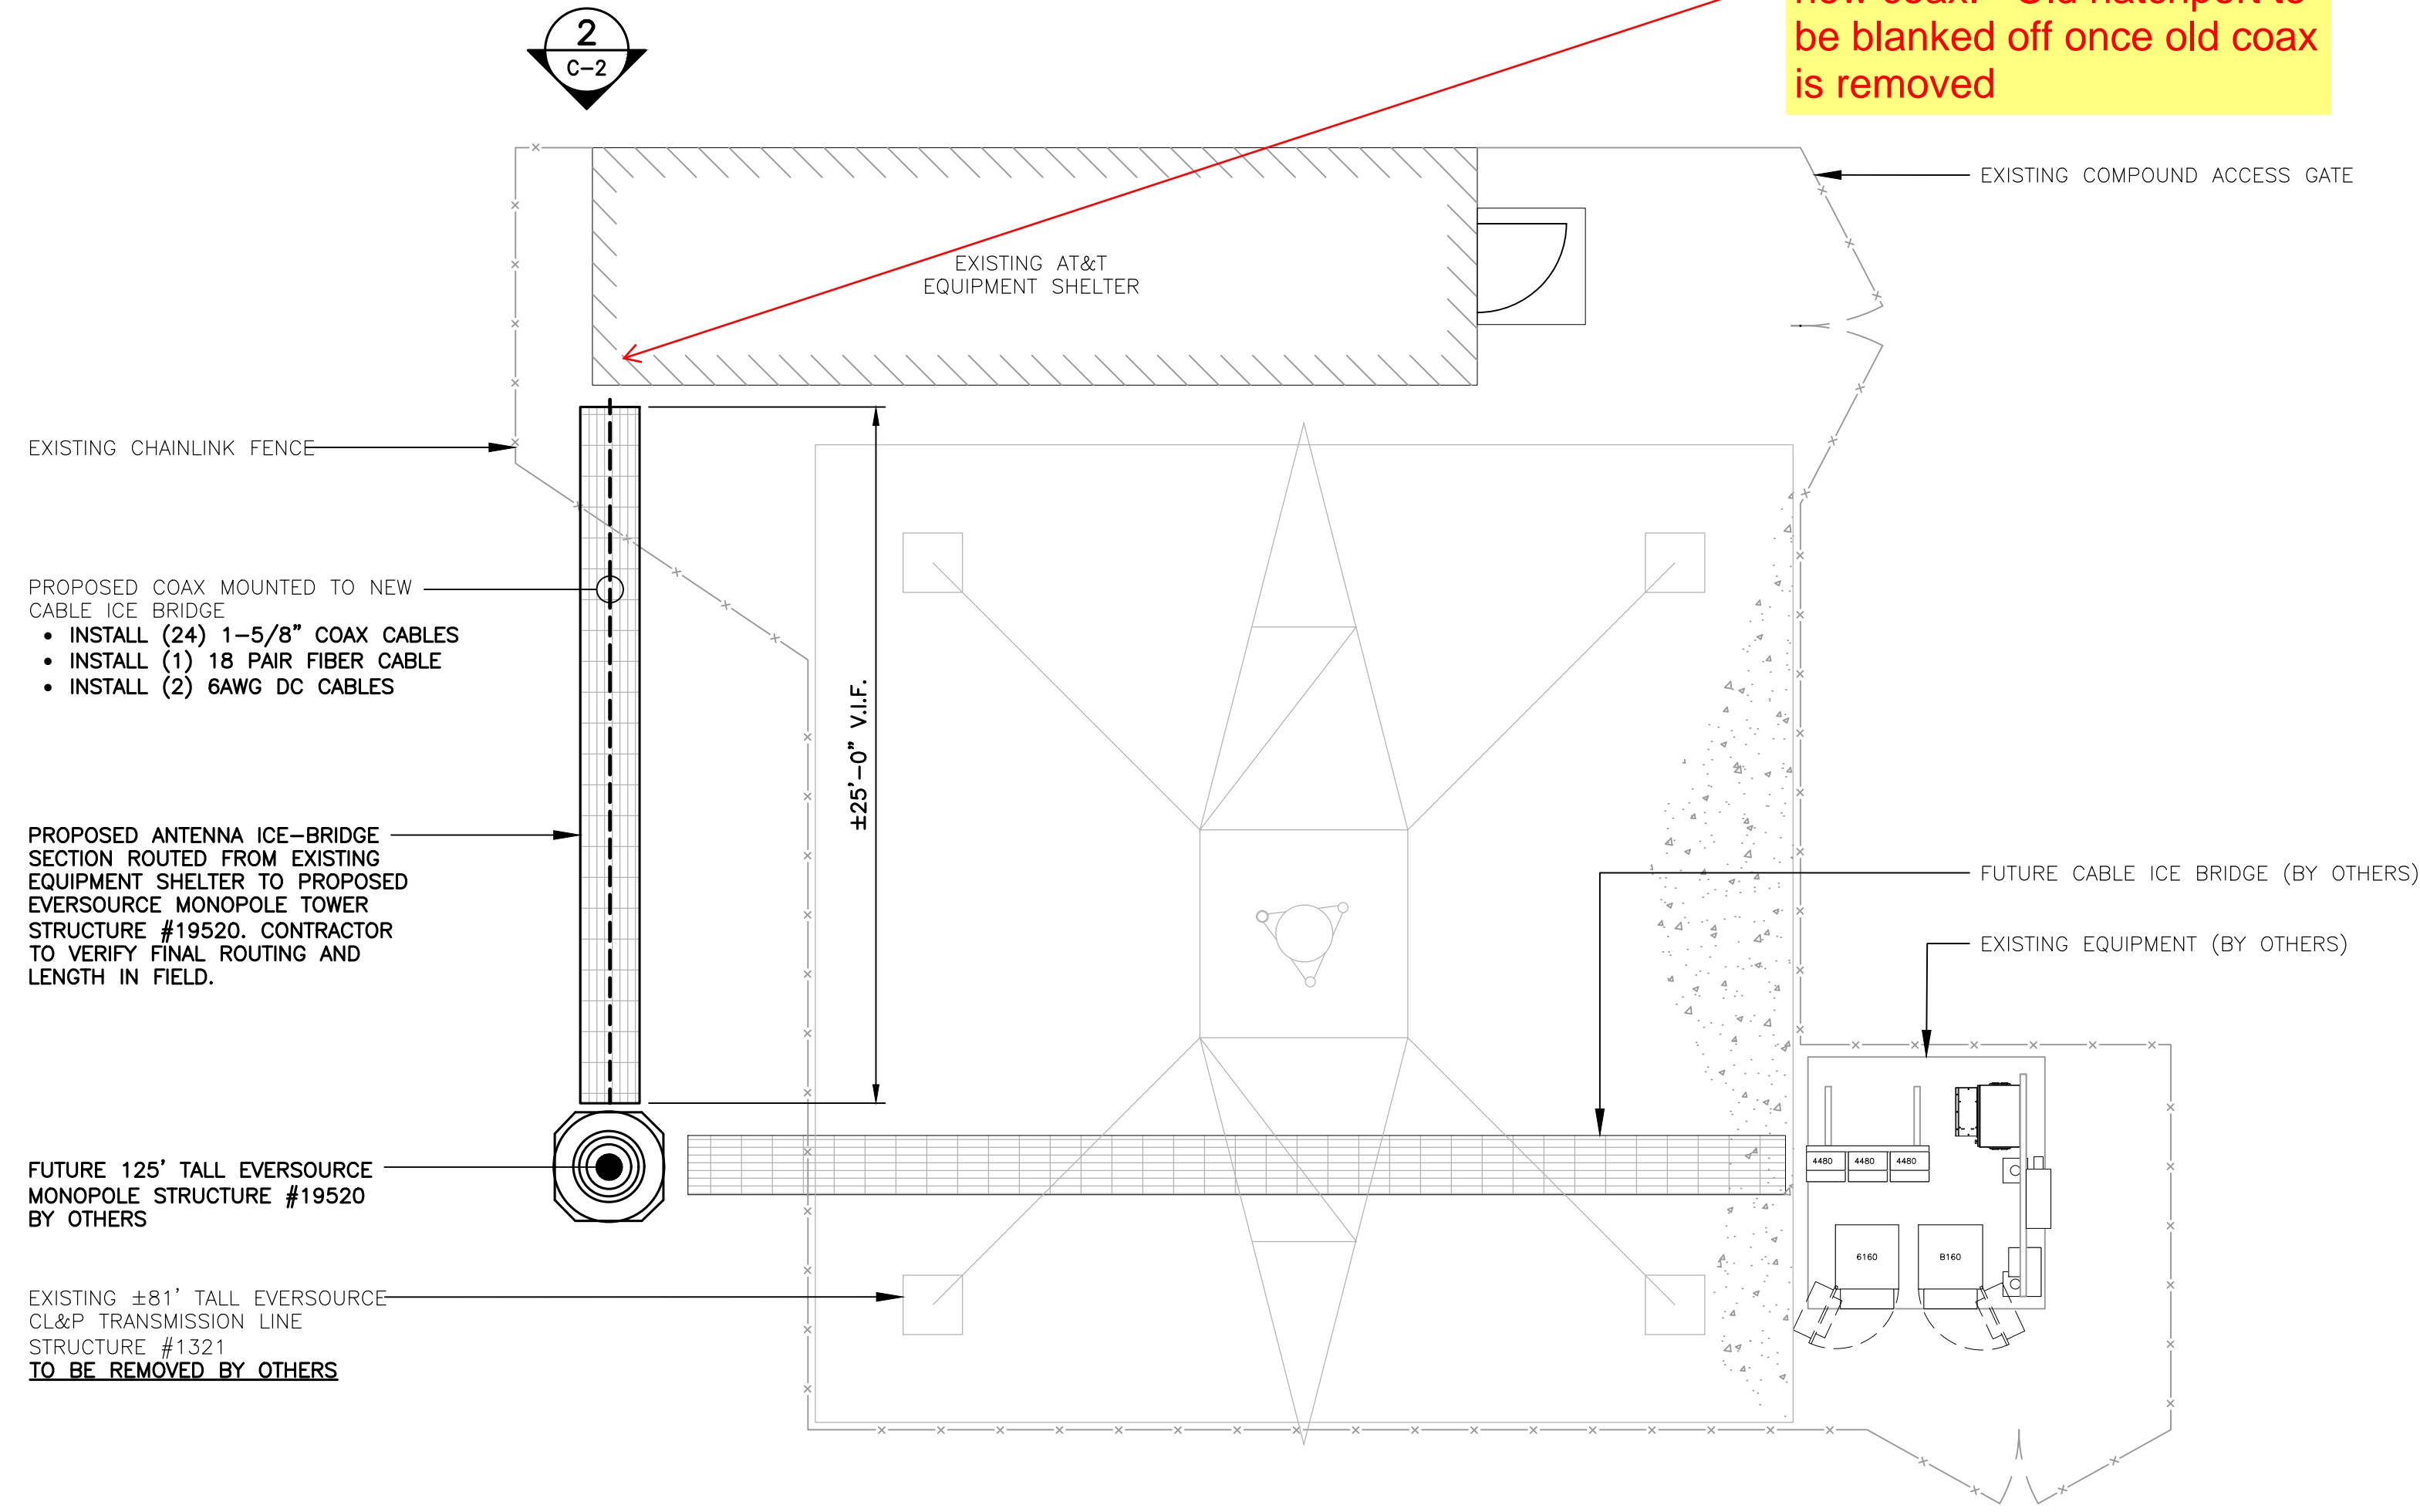 2
C-2
new coax. Old hatchport to
be blanked off once old coax
is removed
EXISTING COMPOUND ACCESS GATE
EXISTING AT&T
EQUIPMENT SHELTER
EXISTING CHAINLINK FENCE
PROPOSED COAX MOUNTED TO NEW
CABLE ICE BRIDGE
• INSTALL (24) 1-5/8" COAX CABLES
• INSTALL (1) 18 PAIR FIBER CABLE
• INSTALL (2) 6AWG DC CABLES
±25'-0" V.I.F.
PROPOSED ANTENNA ICE-BRIDGE
SECTION ROUTED FROM EXISTING
EQUIPMENT SHELTER TO PROPOSED
EVERSOURCE MONOPOLE TOWER
STRUCTURE #19520. CONTRACTOR
TO VERIFY FINAL ROUTING AND
LENGTH IN FIELD.
FUTURE CABLE ICE BRIDGE (BY OTHERS)
EXISTING EQUIPMENT (BY OTHERS)
4480 4480 4480
6160 B160
FUTURE 125' TALL EVERSOURCE
MONOPOLE STRUCTURE #19520
BY OTHERS
EXISTING ±81' TALL EVERSOURCE
CL&P TRANSMISSION LINE
STRUCTURE #1321
TO BE REMOVED BY OTHERS